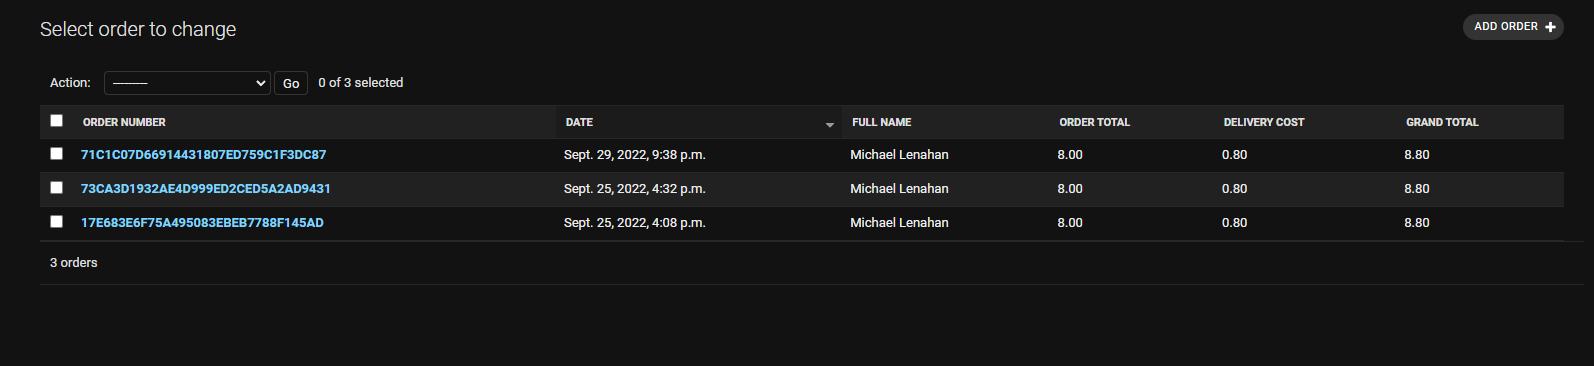 Select order to change
ADD ORDER +
Action: --------- Go 0 of 3 selected
ORDER NUMBER DATE FULL NAME ORDER TOTAL DELIVERY COST GRAND TOTAL
71C1C07D66914431807ED759C1F3DC87 Sept. 29, 2022, 9:38 p.m. Michael Lenahan 8.00 0.80 8.80
73CA3D1932AE4D999ED2CED5A2AD9431 Sept. 25, 2022, 4:32 p.m. Michael Lenahan 8.00 0.80 8.80
17E683E6F75A495083EBEB7788F145AD Sept. 25, 2022, 4:08 p.m. Michael Lenahan 8.00 0.80 8.80
3 orders